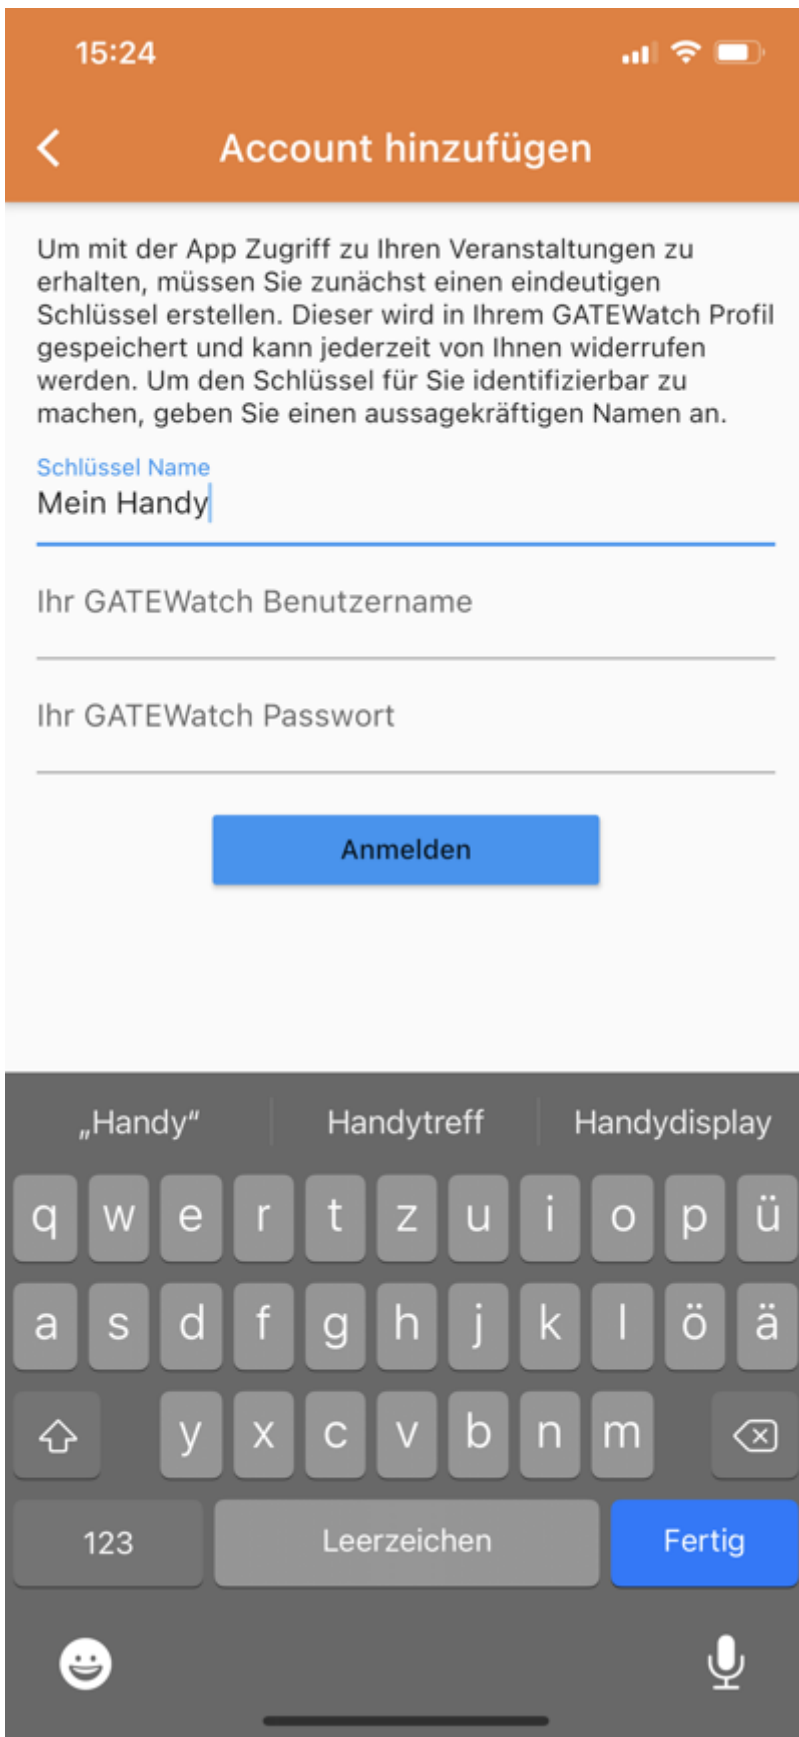 15:24
Account hinzufügen
Um mit der App Zugriff zu Ihren Veranstaltungen zu
erhalten, müssen Sie zunächst einen eindeutigen
Schlüssel erstellen. Dieser wird in Ihrem GATEWatch Profil
gespeichert und kann jederzeit von Ihnen widerrufen
werden. Um den Schlüssel für Sie identifizierbar zu
machen, geben Sie einen aussagekräftigen Namen an.
Schlüssel Name
Mein Handy
Ihr GATEWatch Benutzername
Ihr GATEWatch Passwort
Anmelden
„Handy“ Handytreff Handydisplay
q w e r t z u i o p ü
a s d f g h j k l ö ä
y x c v b n m
123 Leerzeichen Fertig